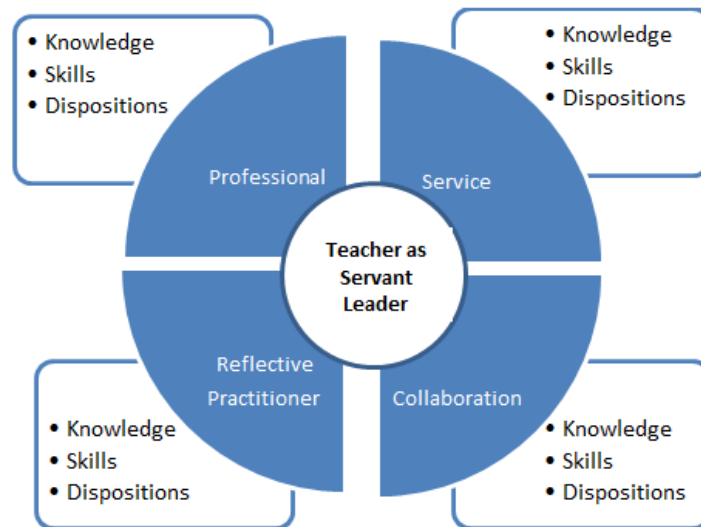 • Knowledge
• Skills
• Dispositions
• Knowledge
• Skills
• Dispositions
Professional
Service
Teacher as
Servant
Leader
Reflective
Practitioner
Collaboration
• Knowledge
• Skills
• Dispositions
• Knowledge
• Skills
• Dispositions